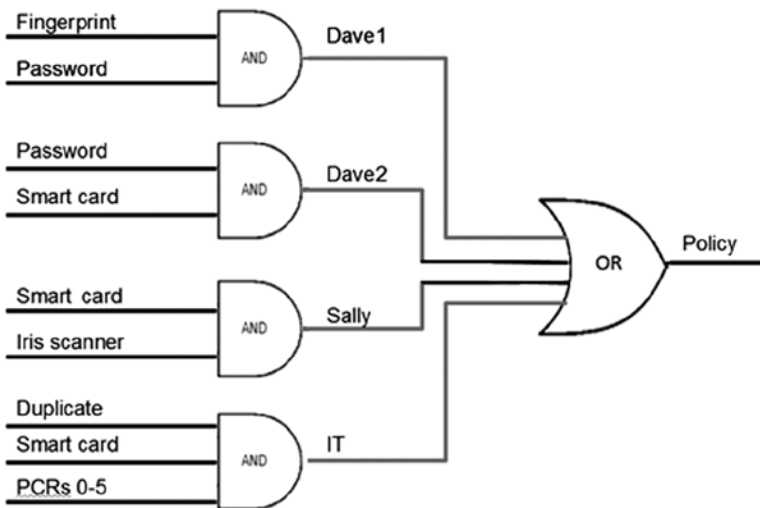 Fingerprint
AND
Dave1
Password
Password
AND
Dave2
Smart card
OR
Policy
Smart card
AND
Sally
Iris scanner
Duplicate
Smart card
AND
IT
PCRs 0-5